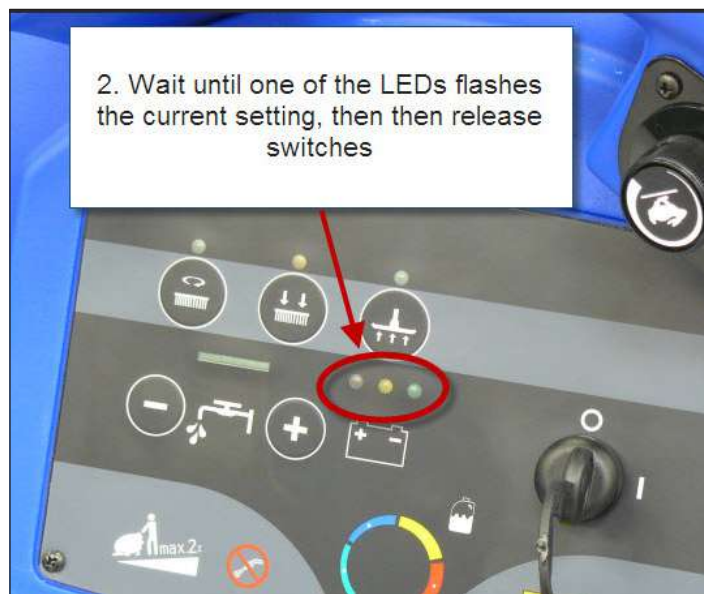 2. Wait until one of the LEDs flashes
the current setting, then then release
switches
+ -
- +
O
I
max 2%